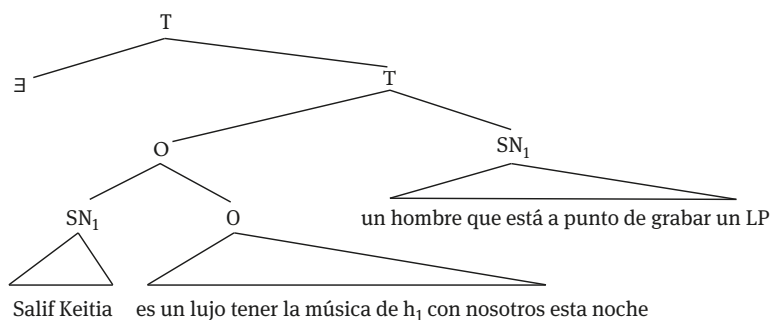 T
∃
T
O
SN₁
SN₁
O
un hombre que está a punto de grabar un LP
Salif Keitia
es un lujo tener la música de h₁ con nosotros esta noche